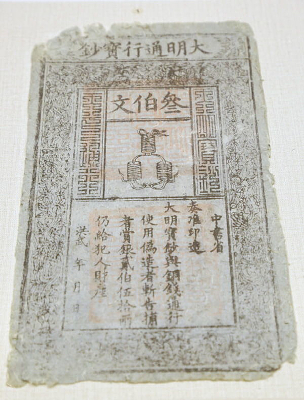 大明通行寶鈔
叁伯文
中書省
奏准印造
大明寶鈔與銅錢通行
使用偽造者斬告捕
者賞銀貳伯伍拾兩
仍給犯人財產
洪武 年 月 日